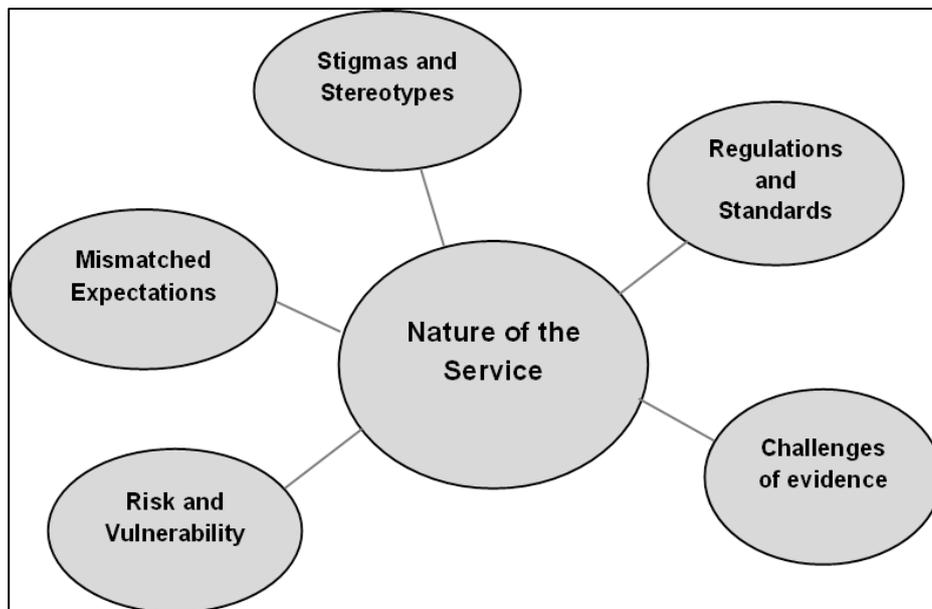 Stigmas and
Stereotypes
Regulations
and
Standards
Mismatched
Expectations
Nature of the
Service
Challenges
of evidence
Risk and
Vulnerability